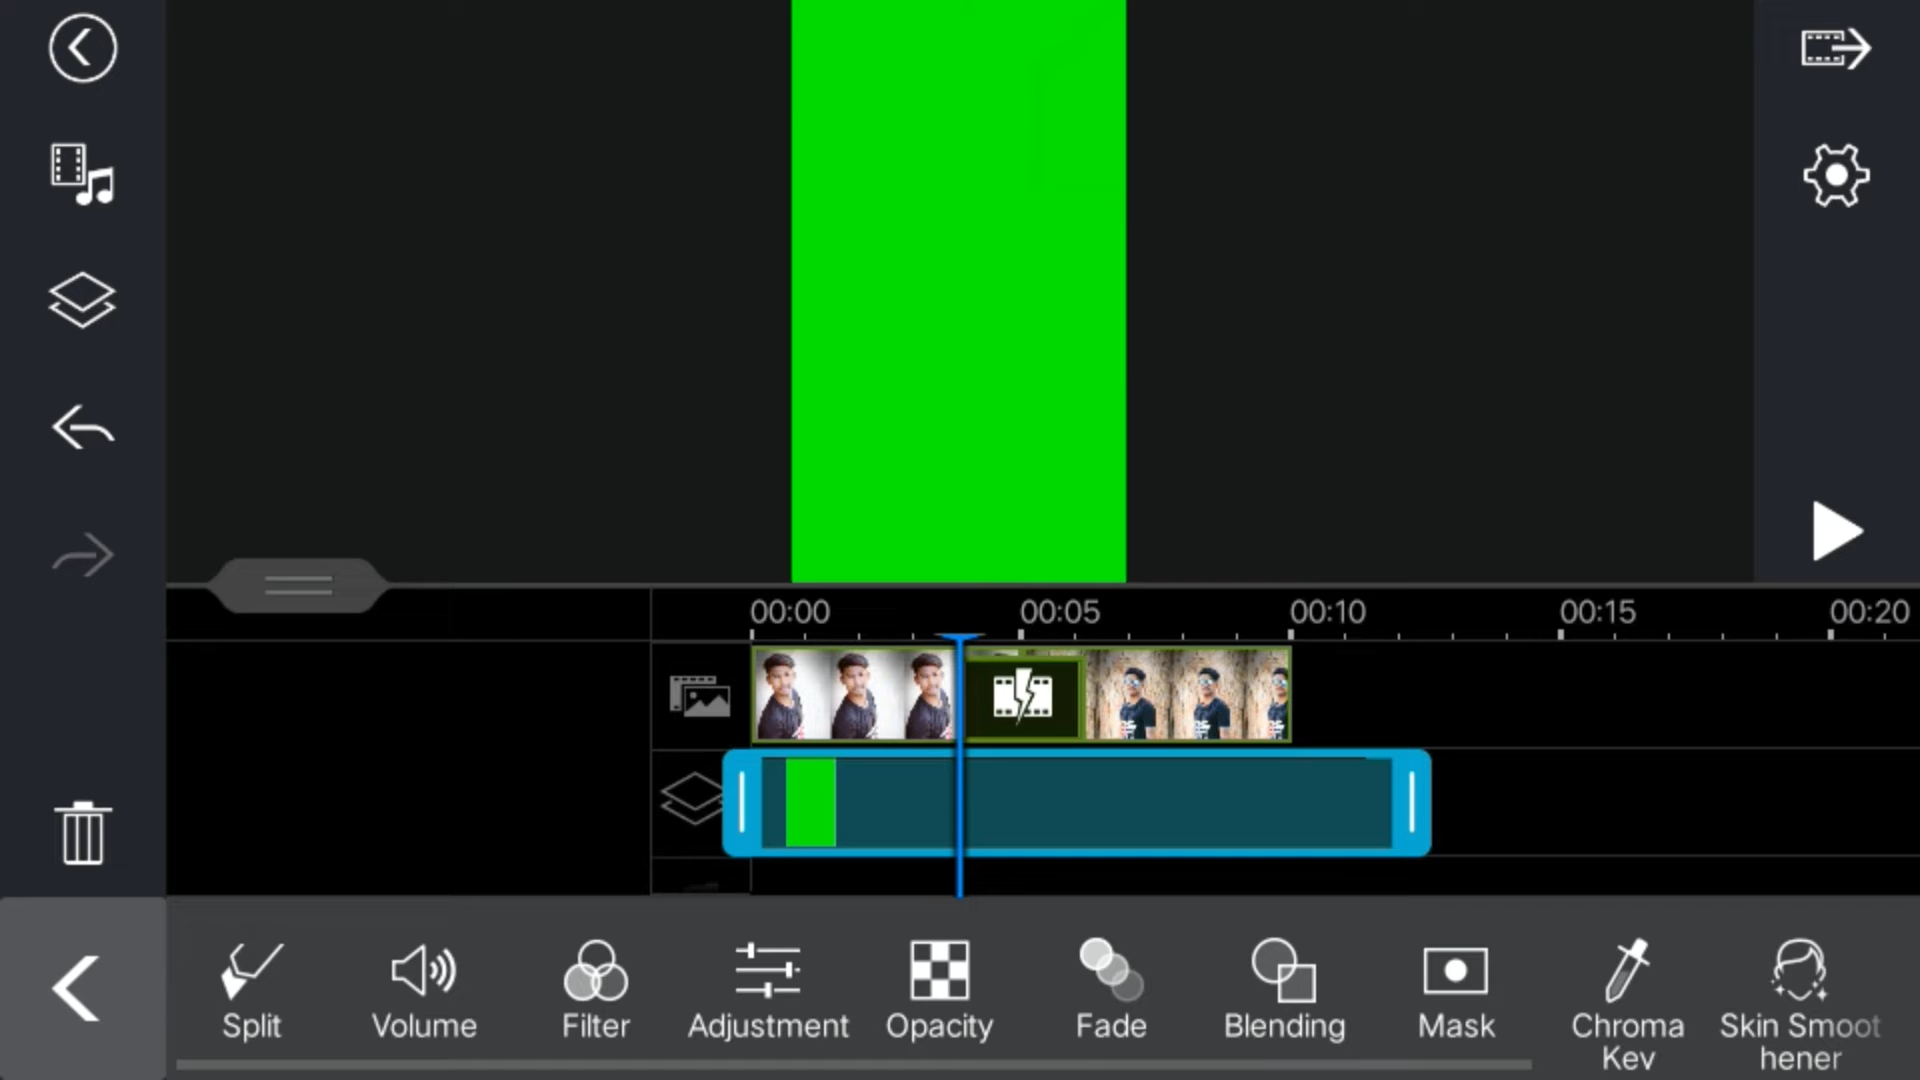 00:00
00:05
00:10
00:15
00:20
Split
Volume
Filter
Adjustment
Opacity
Fade
Blending
Mask
Chroma
Key
Skin Smoot
hener